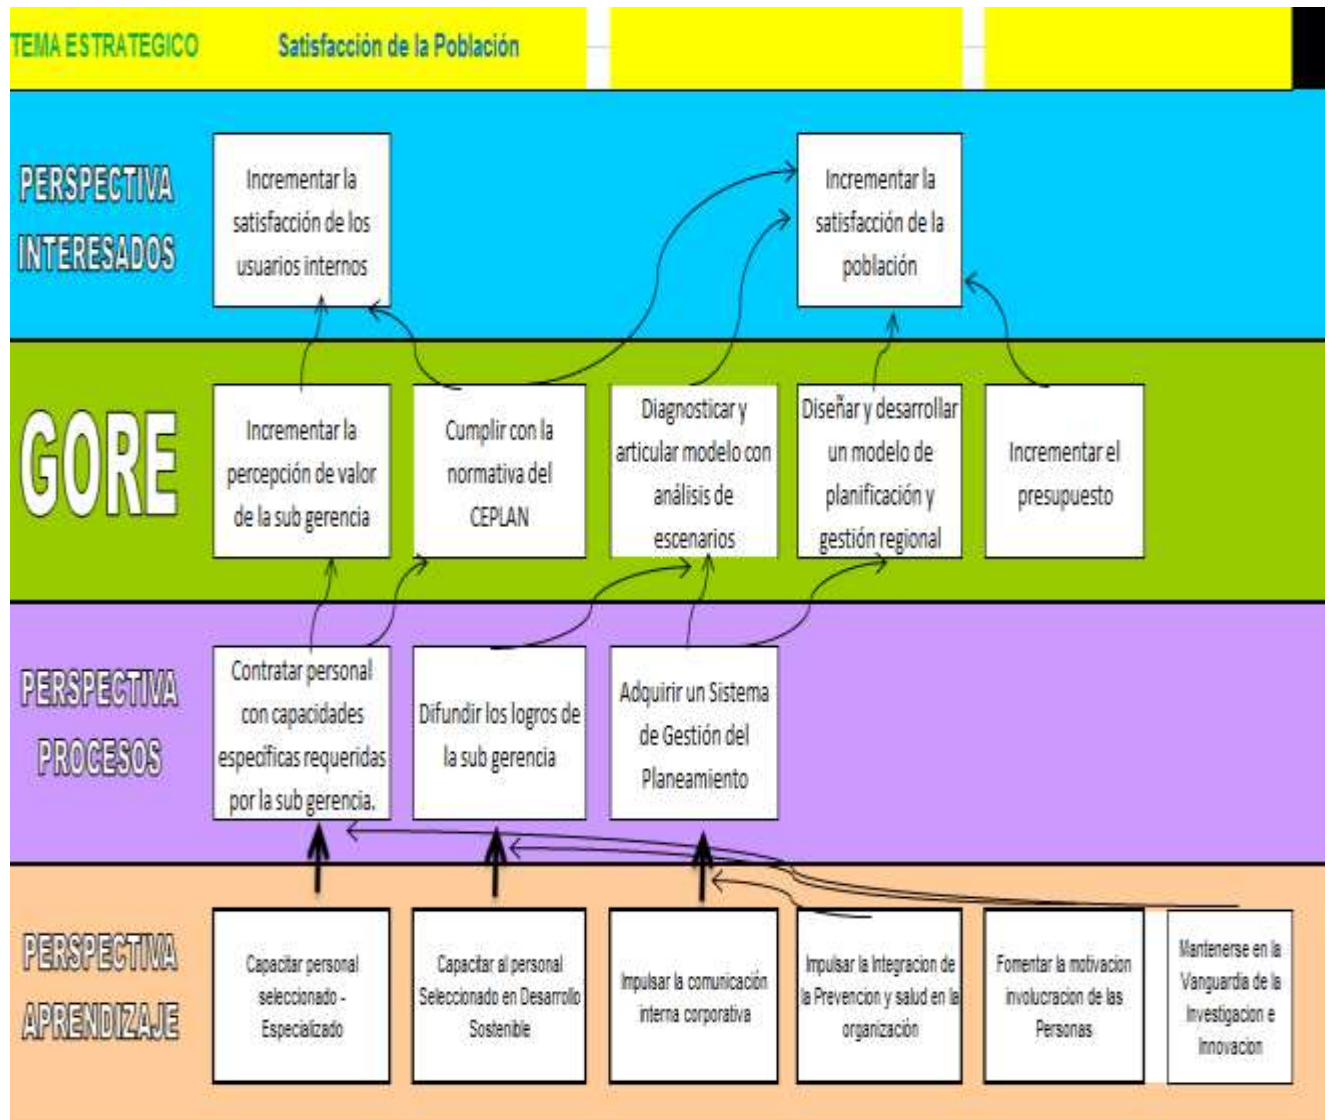 TEMA ESTRATEGICO
Satisfacción de la Población
PERSPECTIVA
INTERESADOS
Incrementar la
satisfacción de los
usuarios internos
Incrementar la
satisfacción de la
población
GORE
Incrementar la
percepción de valor
de la sub gerencia
Cumplir con la
normativa del
CEPLAN
Diagnosticar y
articular modelo con
análisis de
escenarios
Diseñar y desarrollar
un modelo de
planificación y
gestión regional
Incrementar el
presupuesto
PERSPECTIVA
PROCESOS
Contratar personal
con capacidades
específicas requeridas
por la sub gerencia.
Difundir los logros de
la sub gerencia
Adquirir un Sistema
de Gestión del
Planeamiento
PERSPECTIVA
APRENDIZAJE
Capacitar personal
seleccionado -
Especializado
Capacitar al personal
Seleccionado en Desarrollo
Sostenible
Impulsar la comunicación
interna corporativa
Impulsar la Integracion de
la Prevencion y salud en la
organización
Fomentar la motivacion
involucracion de las
Personas
Mantenerse en la
Vanguardia de la
Investigacion e
Innovacion